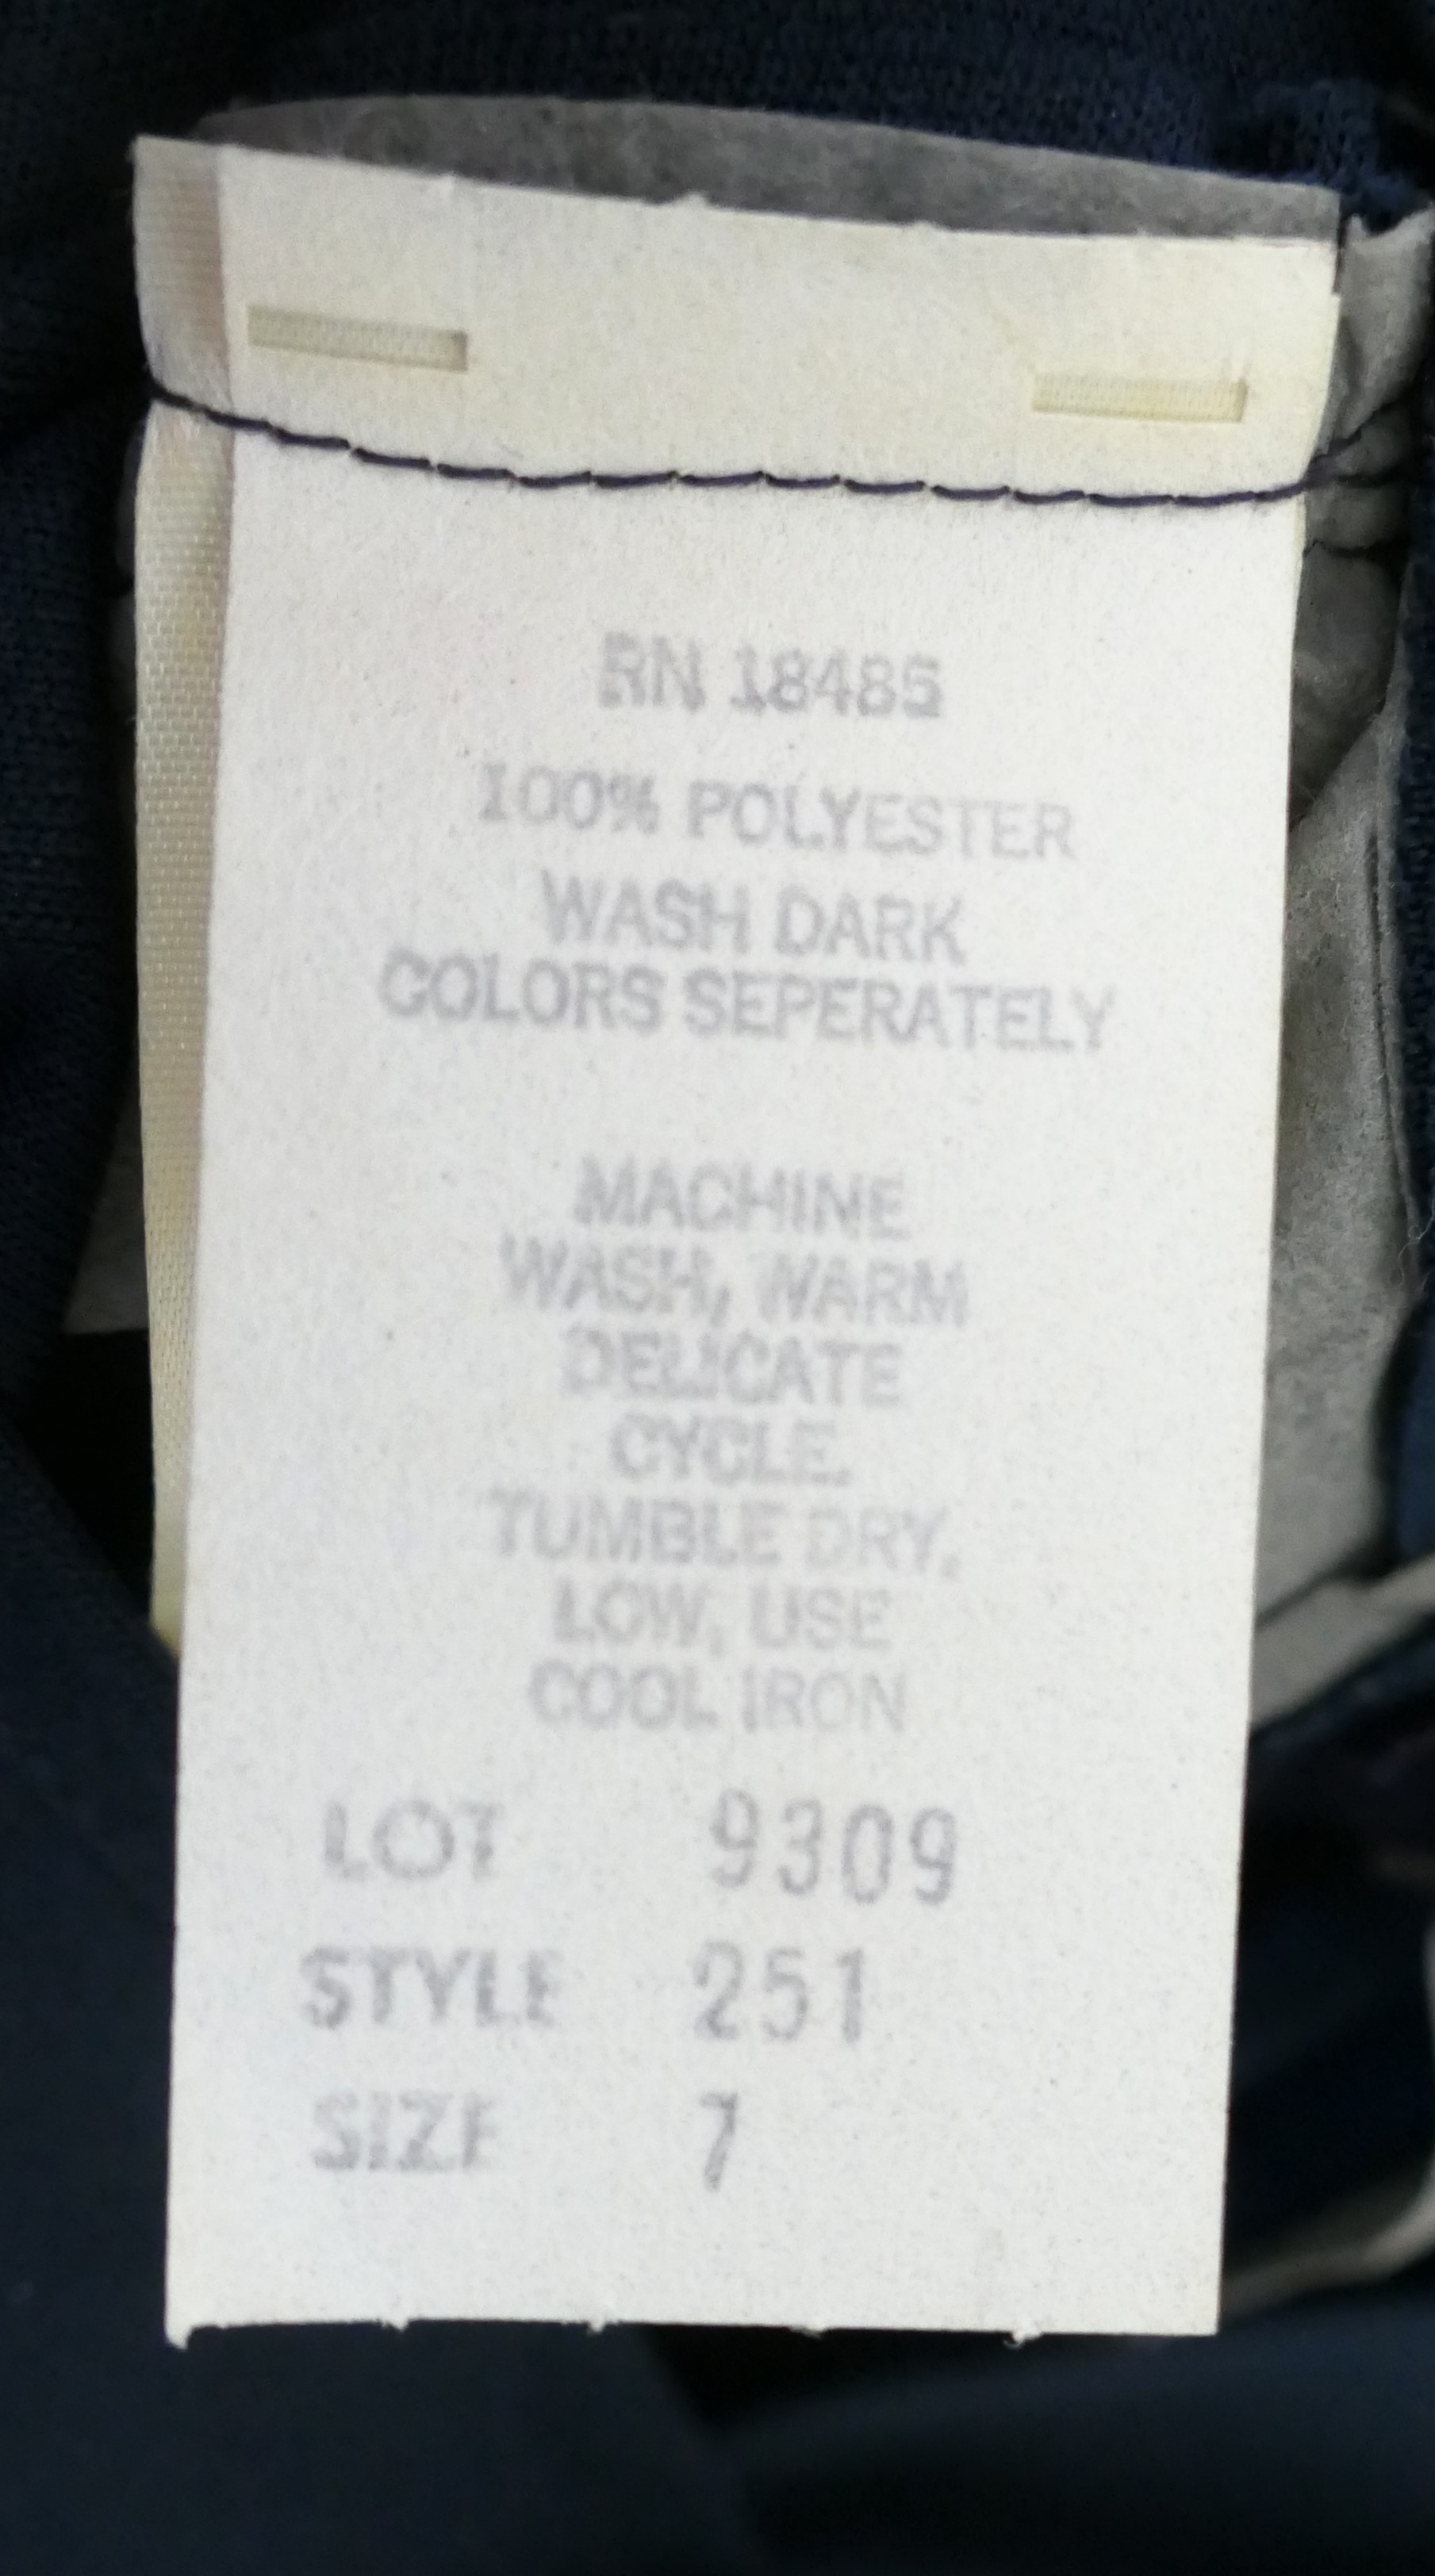 RN 18485
100% POLYESTER
WASH DARK
COLORS SEPERATELY
MACHINE
WASH, WARM
DELICATE
CYCLE.
TUMBLE DRY,
LOW, USE
COOL IRON
LOT 9309
STYLE 251
SIZE 7